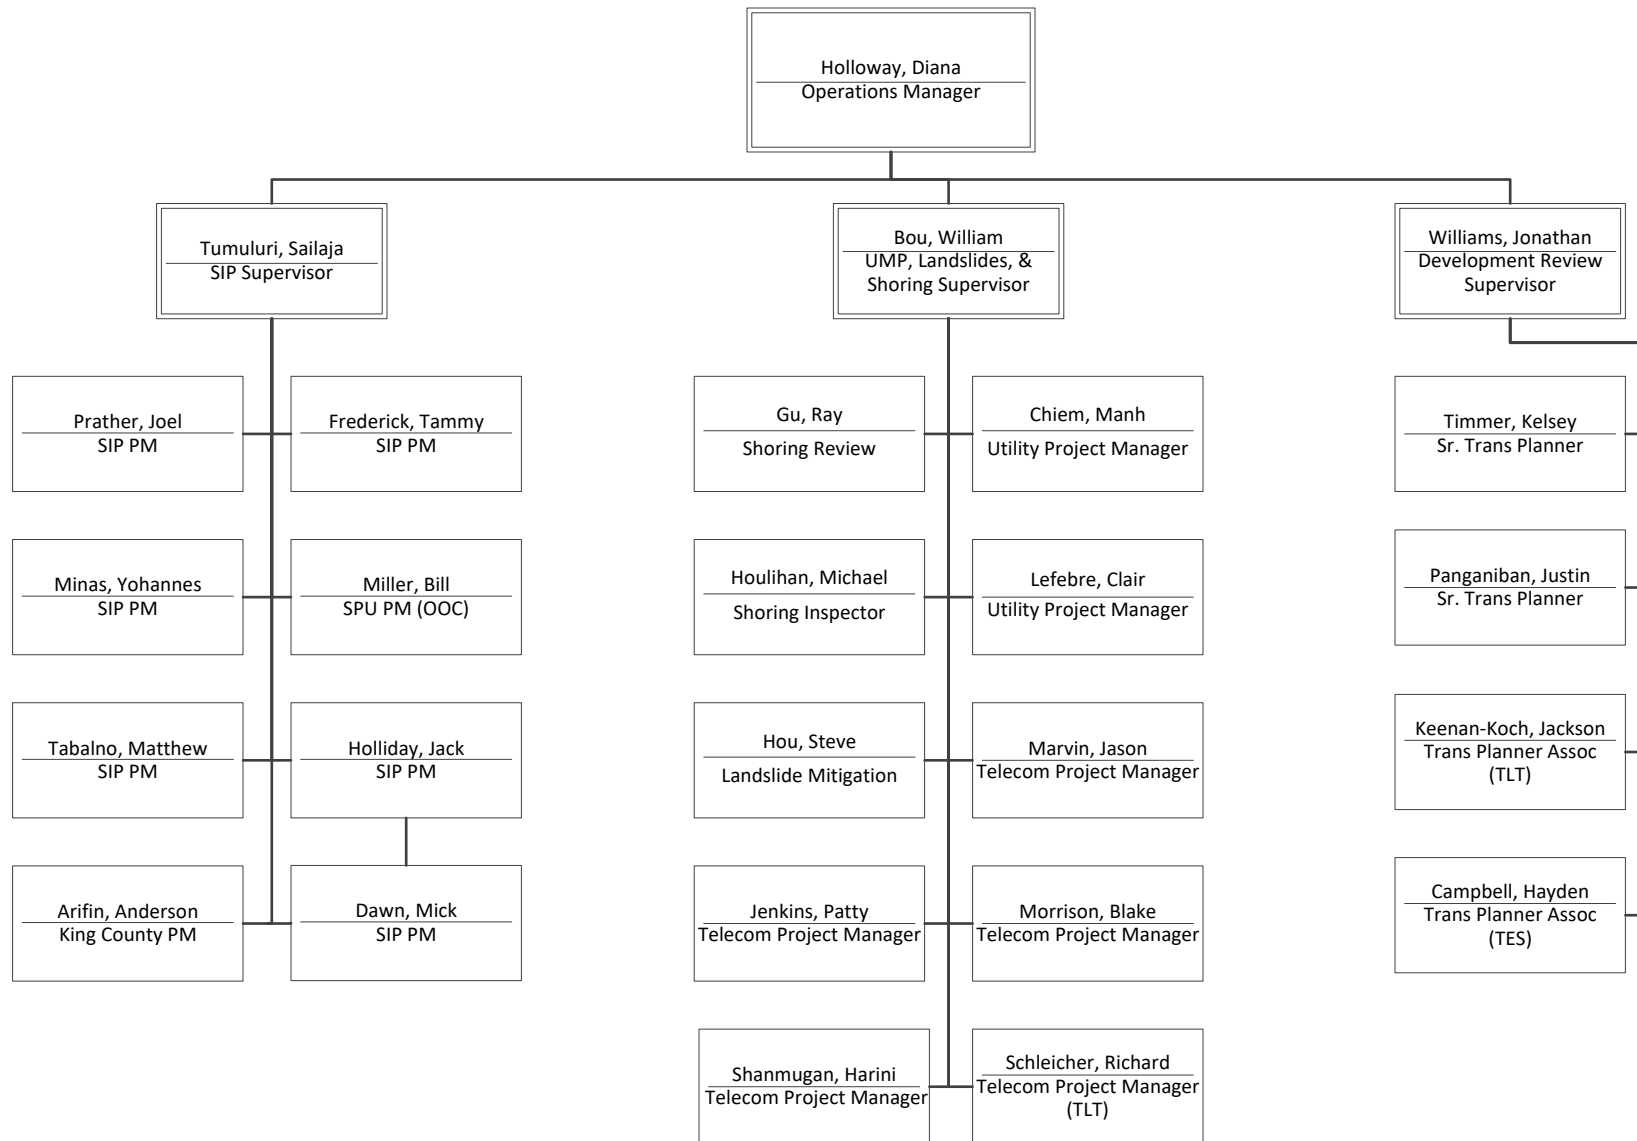 Holloway, Diana
Operations Manager
Tumuluri, Sailaja
SIP Supervisor
Bou, William
UMP, Landslides, &
Shoring Supervisor
Williams, Jonathan
Development Review
Supervisor
Prather, Joel
SIP PM
Frederick, Tammy
SIP PM
Gu, Ray
Shoring Review
Chiem, Manh
Utility Project Manager
Timmer, Kelsey
Sr. Trans Planner
Minas, Yohannes
SIP PM
Miller, Bill
SPU PM (OOC)
Houlihan, Michael
Shoring Inspector
Lefebre, Clair
Utility Project Manager
Panganiban, Justin
Sr. Trans Planner
Tabalno, Matthew
SIP PM
Holliday, Jack
SIP PM
Hou, Steve
Landslide Mitigation
Marvin, Jason
Telecom Project Manager
Keenan-Koch, Jackson
Trans Planner Assoc
(TLT)
Arifin, Anderson
King County PM
Dawn, Mick
SIP PM
Jenkins, Patty
Telecom Project Manager
Morrison, Blake
Telecom Project Manager
Campbell, Hayden
Trans Planner Assoc
(TES)
Shanmugan, Harini
Telecom Project Manager
Schleicher, Richard
Telecom Project Manager
(TLT)